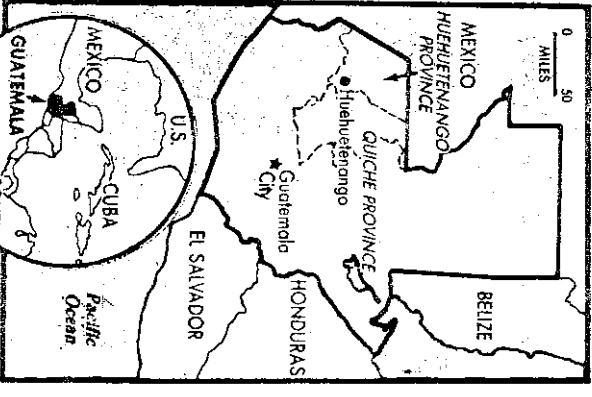 0 50
MILES
MEXICO
HUEHUETENANGO
PROVINCE
BELIZE
QUICHE PROVINCE
Huehuetenango
Guatemala
City
HONDURAS
EL SALVADOR
U.S.
MEXICO
CUBA
GUATEMALA
Pacific
Ocean